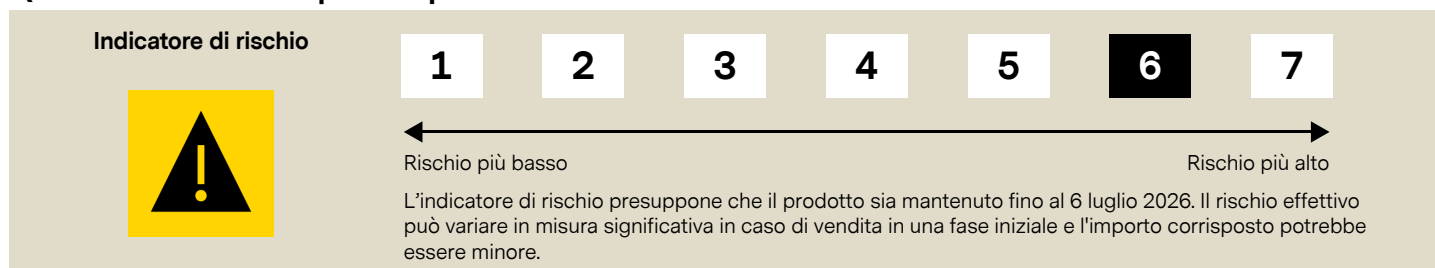 Indicatore di rischio
1 2 3 4 5 6 7
Rischio più basso
Rischio più alto
L'indicatore di rischio presuppone che il prodotto sia mantenuto fino al 6 luglio 2026. Il rischio effettivo
può variare in misura significativa in caso di vendita in una fase iniziale e l'importo corrisposto potrebbe
essere minore.